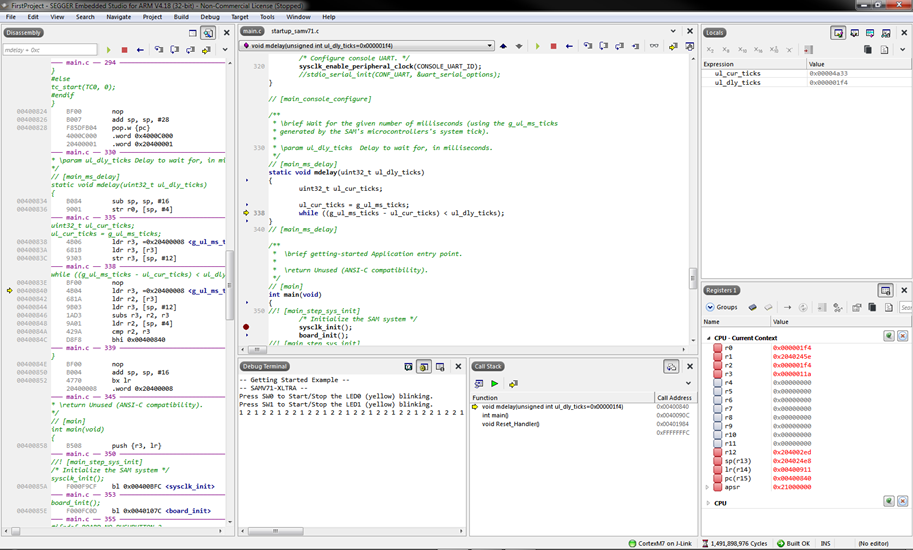 FirstProject - SEGGER Embedded Studio for ARM V4.18 (32-bit) - Non-Commercial License (Stopped)
File Edit View Search Navigate Project Build Debug Target Tools Window Help
Disassembly
mdelay + 0xc
main.c — 294
}
#else
tc_start(TC0, 0);
#endif
}
00400824 BF00 nop
00400826 B007 add sp, sp, #28
00400828 F85DFB04 pop.w {pc}
4000C000 .word 0x4000C000
20400001 .word 0x20400001
main.c — 330
* \param ul_dly_ticks Delay to wait for, in mi
*/
// [main_ms_delay]
static void mdelay(uint32_t ul_dly_ticks)
{
00400834 B084 sub sp, sp, #16
00400836 9001 str r0, [sp, #4]
main.c — 335
uint32_t ul_cur_ticks;
ul_cur_ticks = g_ul_ms_ticks;
00400838 4B06 ldr r3, =0x20400008 <g_ul_ms_t
0040083A 681B ldr r3, [r3]
0040083C 9303 str r3, [sp, #12]
main.c — 338
while ((g_ul_ms_ticks - ul_cur_ticks) < ul_dly
0040083E BF00 nop
00400840 4B04 ldr r3, =0x20400008 <g_ul_ms_t
00400842 681A ldr r2, [r3]
00400844 9B03 ldr r3, [sp, #12]
00400846 1AD3 subs r3, r2, r3
00400848 9A01 ldr r2, [sp, #4]
0040084A 429A cmp r2, r3
0040084C D8F8 bhi 0x00400840
main.c — 339
}
0040084E BF00 nop
00400850 B004 add sp, sp, #16
00400852 4770 bx lr
20400008 .word 0x20400008
main.c — 345
* \return Unused (ANSI-C compatibility).
*/
// [main]
int main(void)
{
00400858 B508 push {r3, lr}
main.c — 350
//! [main_step_sys_init]
/* Initialize the SAM system */
sysclk_init();
0040085A F000F9CF bl 0x00400BFC <sysclk_init>
main.c — 353
board_init();
0040085E F000FC0D bl 0x0040107C <board_init>
main.c — 355
main.c startup_samv71.c
void mdelay(unsigned int ul_dly_ticks=0x000001f4)
/* Configure console UART. */
320 sysclk_enable_peripheral_clock(CONSOLE_UART_ID);
//stdio_serial_init(CONF_UART, &uart_serial_options);
}
// [main_console_configure]
/**
* \brief Wait for the given number of milliseconds (using the g_ul_ms_ticks
* generated by the SAM's microcontrollers's system tick).
*
330 * \param ul_dly_ticks Delay to wait for, in milliseconds.
*/
// [main_ms_delay]
static void mdelay(uint32_t ul_dly_ticks)
{
uint32_t ul_cur_ticks;
ul_cur_ticks = g_ul_ms_ticks;
338 while ((g_ul_ms_ticks - ul_cur_ticks) < ul_dly_ticks);
}
340 // [main_ms_delay]
/**
* \brief getting-started Application entry point.
*
* \return Unused (ANSI-C compatibility).
*/
// [main]
int main(void)
{
350 //! [main_step_sys_init]
/* Initialize the SAM system */
sysclk_init();
board_init();
//! [main_step_sys_init]
Debug Terminal
-- Getting Started Example --
-- SAMV71-XLTRA --
Press SW0 to Start/Stop the LED0 (yellow) blinking.
Press SW1 to Start/Stop the LED1 (yellow) blinking.
1 2 1 2 2 1 2 2 1 2 2 1 2 2 1 2 2 1 2 2 1 2 2 1 2 2 1 2 2 1
Call Stack
Function Call Address
void mdelay(unsigned int ul_dly_ticks=0x000001f4) 0x00400840
int main() 0x0040090C
void Reset_Handler() 0x00401984
0xFFFFFFFC
Locals
Expression Value
ul_cur_ticks 0x00004a33
ul_dly_ticks 0x000001f4
Registers 1
Groups
Name Value
CPU - Current Context
r0 0x000001f4
r1 0x2040245e
r2 0x000001f4
r3 0x0000011a
r4 0x00000000
r5 0x00000000
r6 0x00000000
r7 0x00000000
r8 0x00000000
r9 0x00000000
r10 0x00000000
r11 0x00000000
r12 0x204002ed
sp(r13) 0x204024e8
lr(r14) 0x00400911
pc(r15) 0x00400840
apsr 0x21000000
CPU
CortexM7 on J-Link 1,491,898,976 Cycles Built OK INS (No editor)